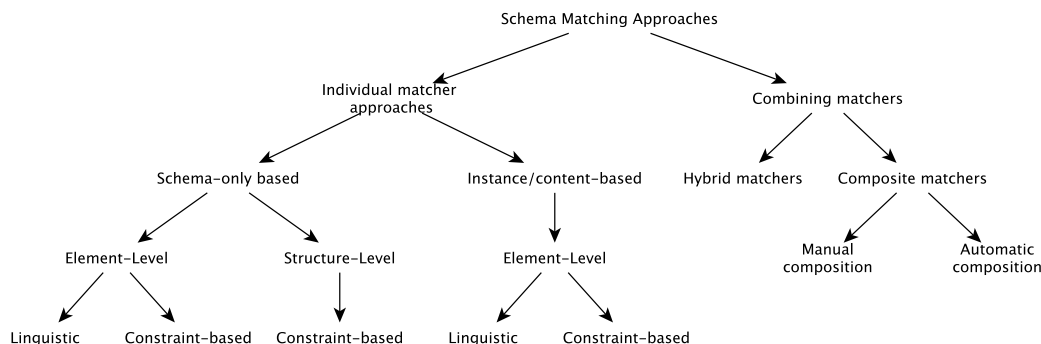 Schema Matching Approaches
Individual matcher
approaches
Combining matchers
Schema-only based
Instance/content-based
Hybrid matchers
Composite matchers
Element-Level
Structure-Level
Element-Level
Manual
composition
Automatic
composition
Linguistic
Constraint-based
Constraint-based
Linguistic
Constraint-based